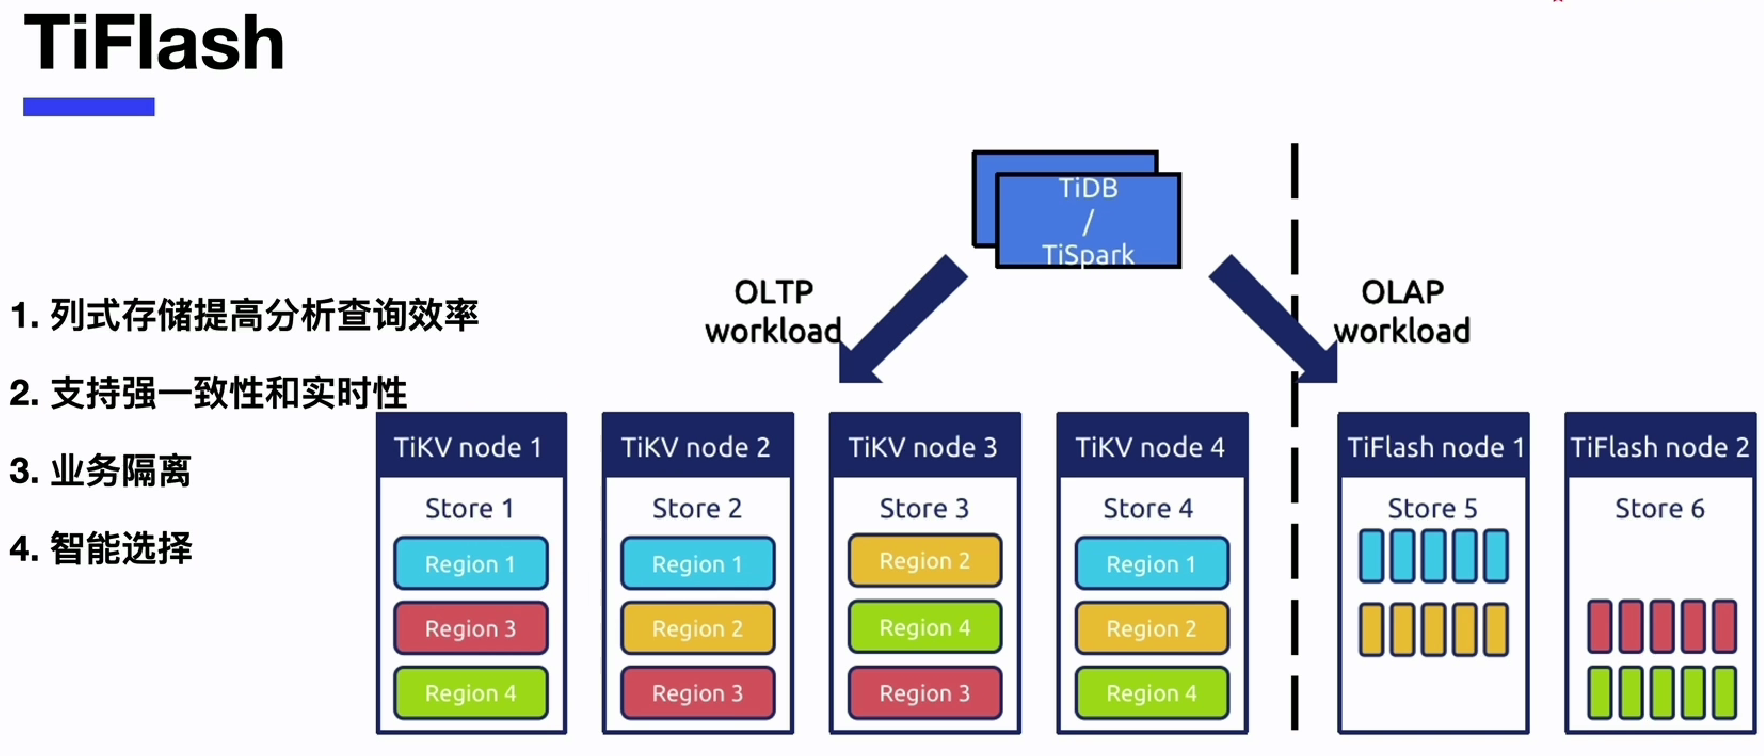 TiFlash
1. 列式存储提高分析查询效率
2. 支持强一致性和实时性
3. 业务隔离
4. 智能选择
TiDB
/
TiSpark
OLTP
workload
OLAP
workload
TiKV node 1
Store 1
Region 1
Region 3
Region 4
TiKV node 2
Store 2
Region 1
Region 2
Region 3
TiKV node 3
Store 3
Region 2
Region 4
Region 3
TiKV node 4
Store 4
Region 1
Region 2
Region 4
TiFlash node 1
Store 5
TiFlash node 2
Store 6